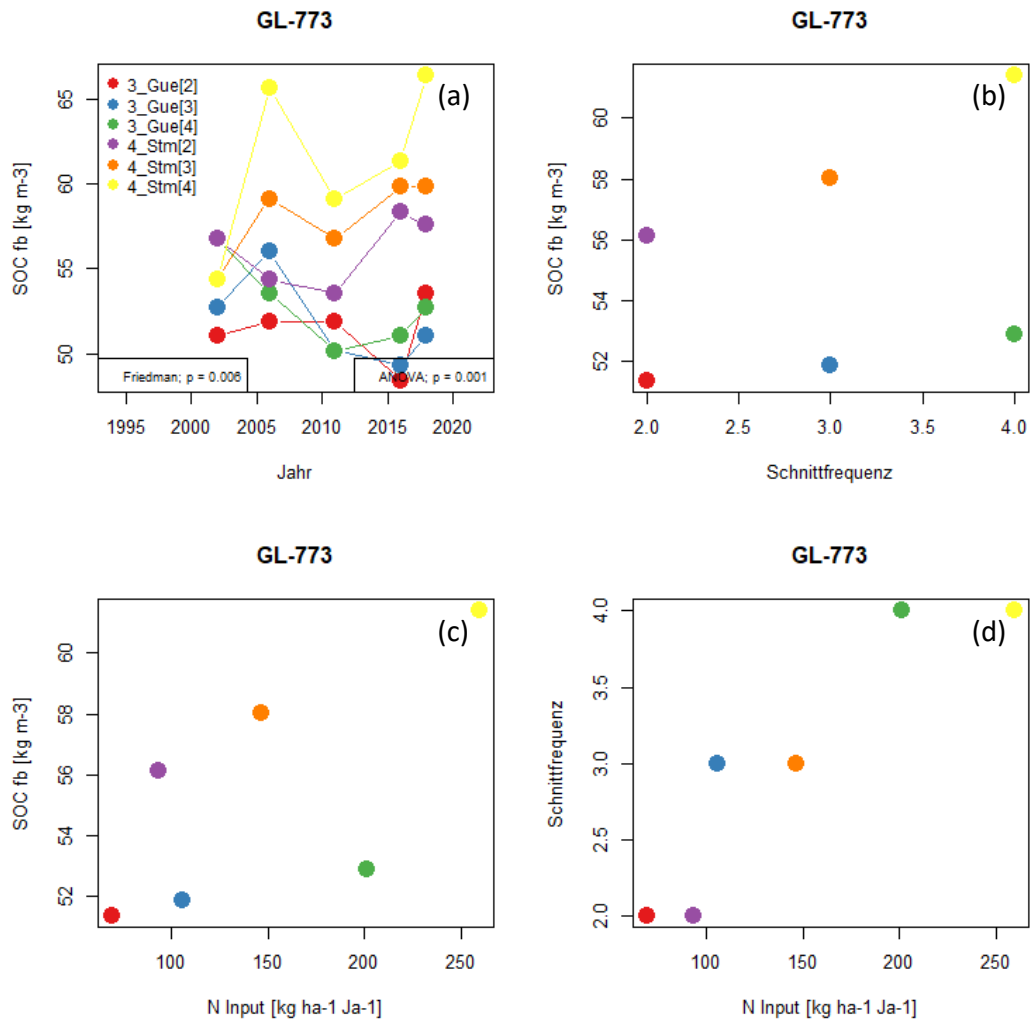 GL-773
(a)
3_Gue[2]
3_Gue[3]
3_Gue[4]
4_Stm[2]
4_Stm[3]
4_Stm[4]
SOC fb [kg m-3]
65
60
55
50
Friedman; p = 0.006
ANOVA; p = 0.001
1995 2000 2005 2010 2015 2020
Jahr
GL-773
(b)
SOC fb [kg m-3]
60
58
56
54
52
2.0 2.5 3.0 3.5 4.0
Schnittfrequenz
GL-773
(c)
SOC fb [kg m-3]
60
58
56
54
52
100 150 200 250
N Input [kg ha-1 Ja-1]
GL-773
(d)
Schnittfrequenz
4.0
3.5
3.0
2.5
2.0
100 150 200 250
N Input [kg ha-1 Ja-1]